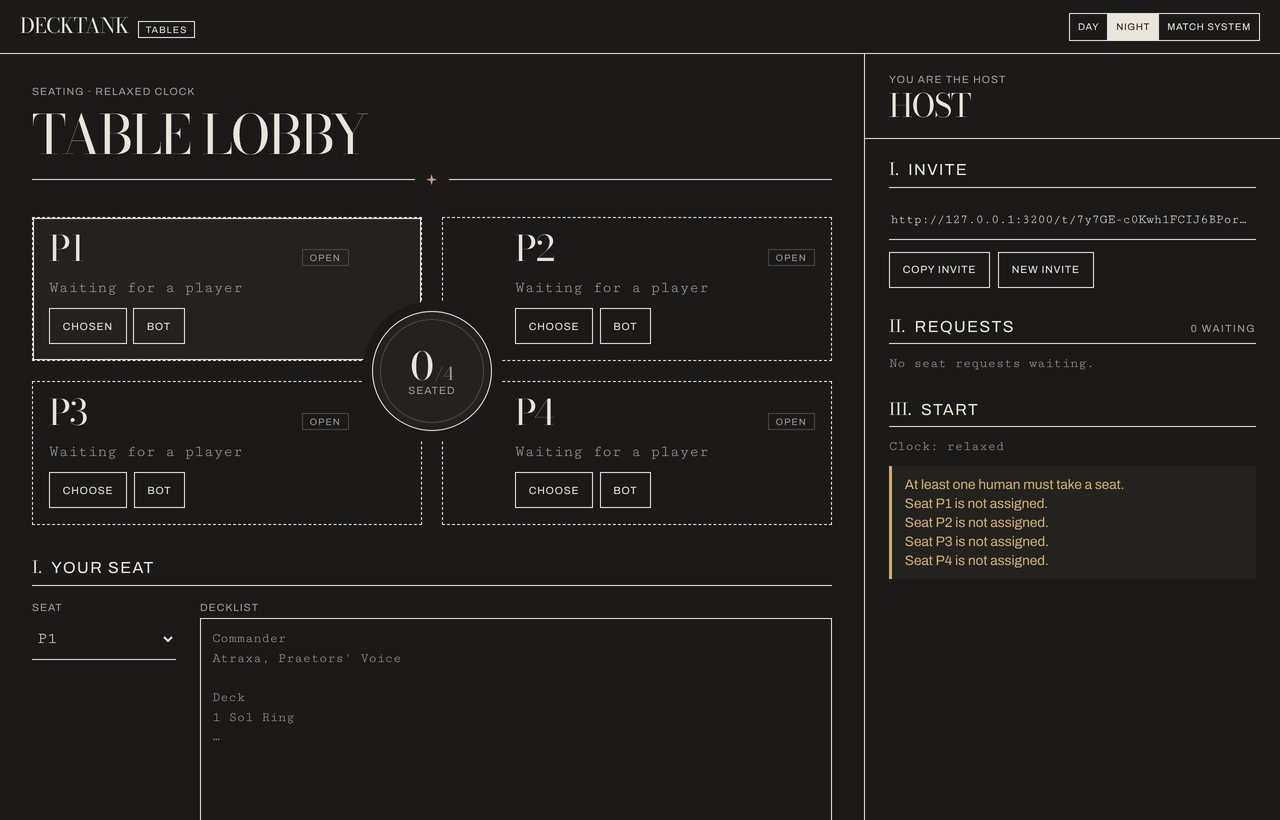 DECKTANK TABLES
DAY NIGHT MATCH SYSTEM
SEATING · RELAXED CLOCK
TABLE LOBBY
P1 OPEN
Waiting for a player
CHOSEN BOT
P2 OPEN
Waiting for a player
CHOOSE BOT
0/4
SEATED
P3 OPEN
Waiting for a player
CHOOSE BOT
P4 OPEN
Waiting for a player
CHOOSE BOT
I. YOUR SEAT
SEAT
P1
DECKLIST
Commander
Atraxa, Praetors' Voice
Deck
1 Sol Ring
…
YOU ARE THE HOST
HOST
I. INVITE
http://127.0.0.1:3200/t/7y7GE-c0Kwh1FCIJ6BPor…
COPY INVITE NEW INVITE
II. REQUESTS 0 WAITING
No seat requests waiting.
III. START
Clock: relaxed
At least one human must take a seat.
Seat P1 is not assigned.
Seat P2 is not assigned.
Seat P3 is not assigned.
Seat P4 is not assigned.